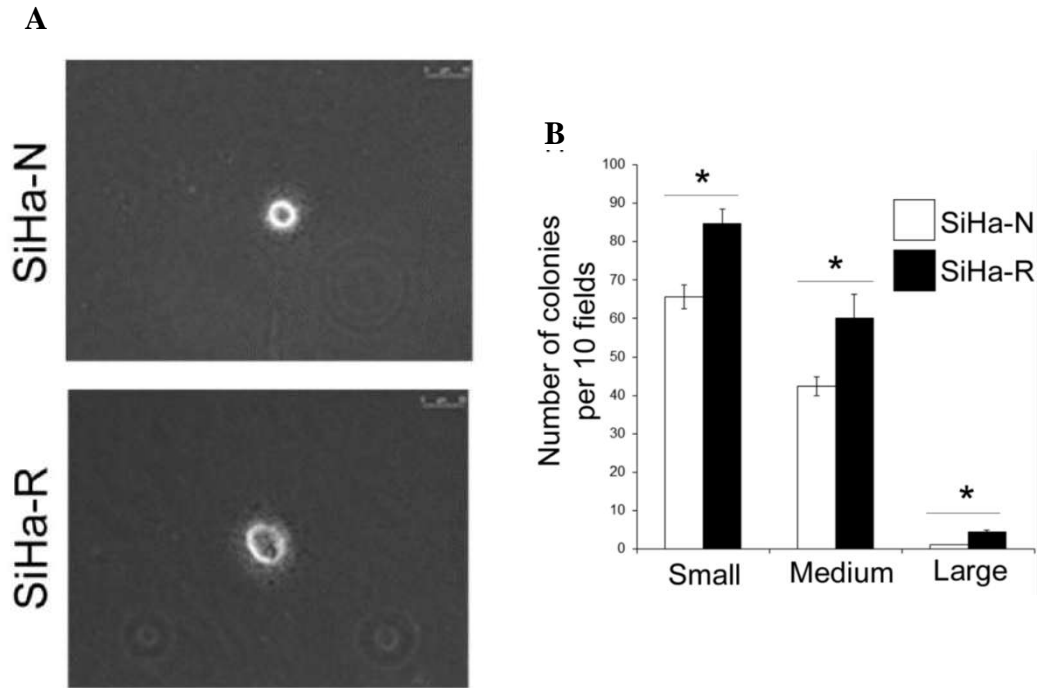 A
SiHa-N
SiHa-R
B
Number of colonies
per 10 fields
100
90
80
70
60
50
40
30
20
10
0
*
*
*
SiHa-N
SiHa-R
Small
Medium
Large